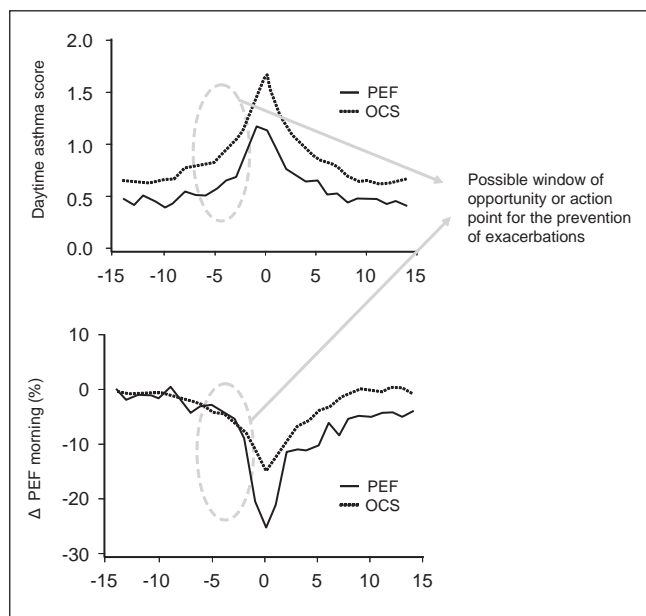 2.0
1.5
1.0
0.5
0.0
Daytime asthma score
PEF
OCS
-15 -10 -5 0 5 10 15
Possible window of
opportunity or action
point for the prevention
of exacerbations
10
0
-10
-20
-30
Δ PEF morning (%)
PEF
OCS
-15 -10 -5 0 5 10 15